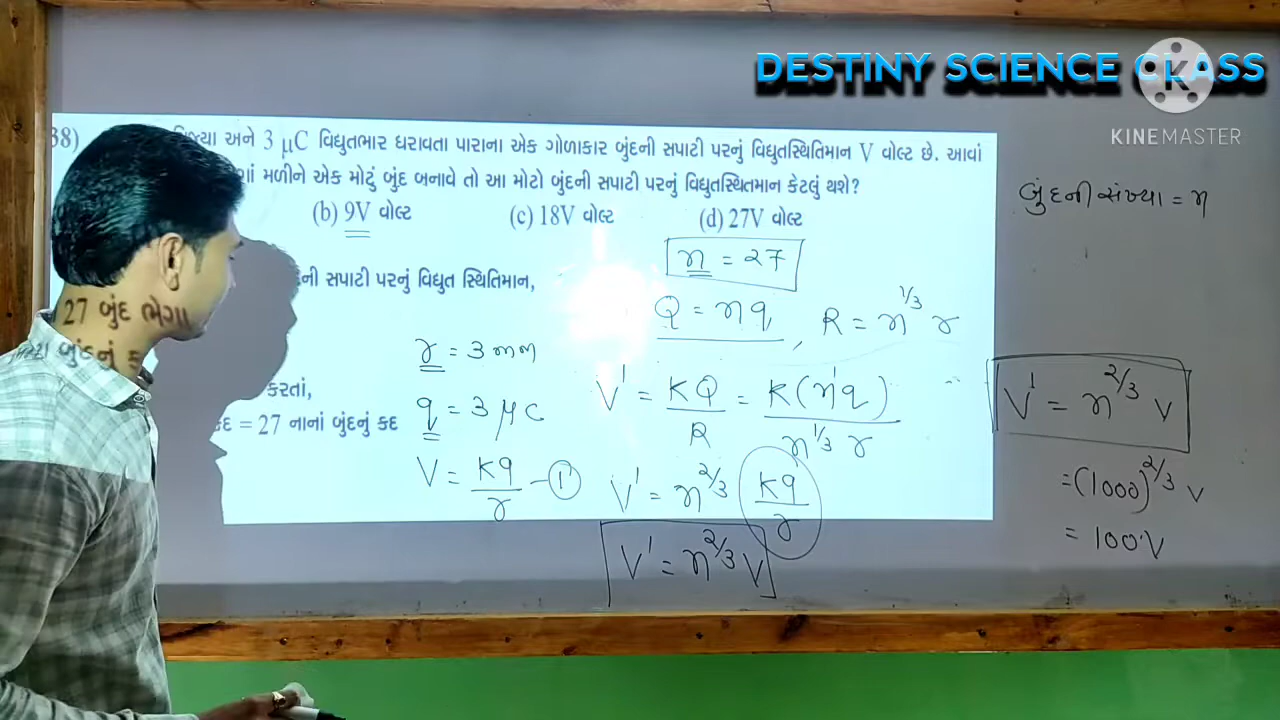 DESTINY SCIENCE CLASS
KINEMASTER
38) ત્રિજ્યા અને 3 μC વિદ્યુતભાર ધરાવતા પારાના એક ગોળાકાર બુંદની સપાટી પરનું વિદ્યુતસ્થિતિમાન V વોલ્ટ છે. આવાં
મળીને એક મોટું બુંદ બનાવે તો આ મોટો બુંદની સપાટી પરનું વિદ્યુતસ્થિતમાન કેટલું થશે?
(b) 9V વોલ્ટ (c) 18V વોલ્ટ (d) 27V વોલ્ટ
બુંદની સંખ્યા = n
n = 27
ની સપાટી પરનું વિદ્યુત સ્થિતિમાન,
27 બુંદ ભેગા
બુંદનું ક
Q = nq, R = n^1/3 r
r = 3 mm
કરતાં,
q = 3 μC
V' = KQ/R = K(nq)/n^1/3 r
V' = n^2/3 V
= 27 નાનાં બુંદનું કદ
V = Kq/r - 1
V' = n^2/3 Kq/r
= (1000)^2/3 V
V' = n^2/3 V
= 100V